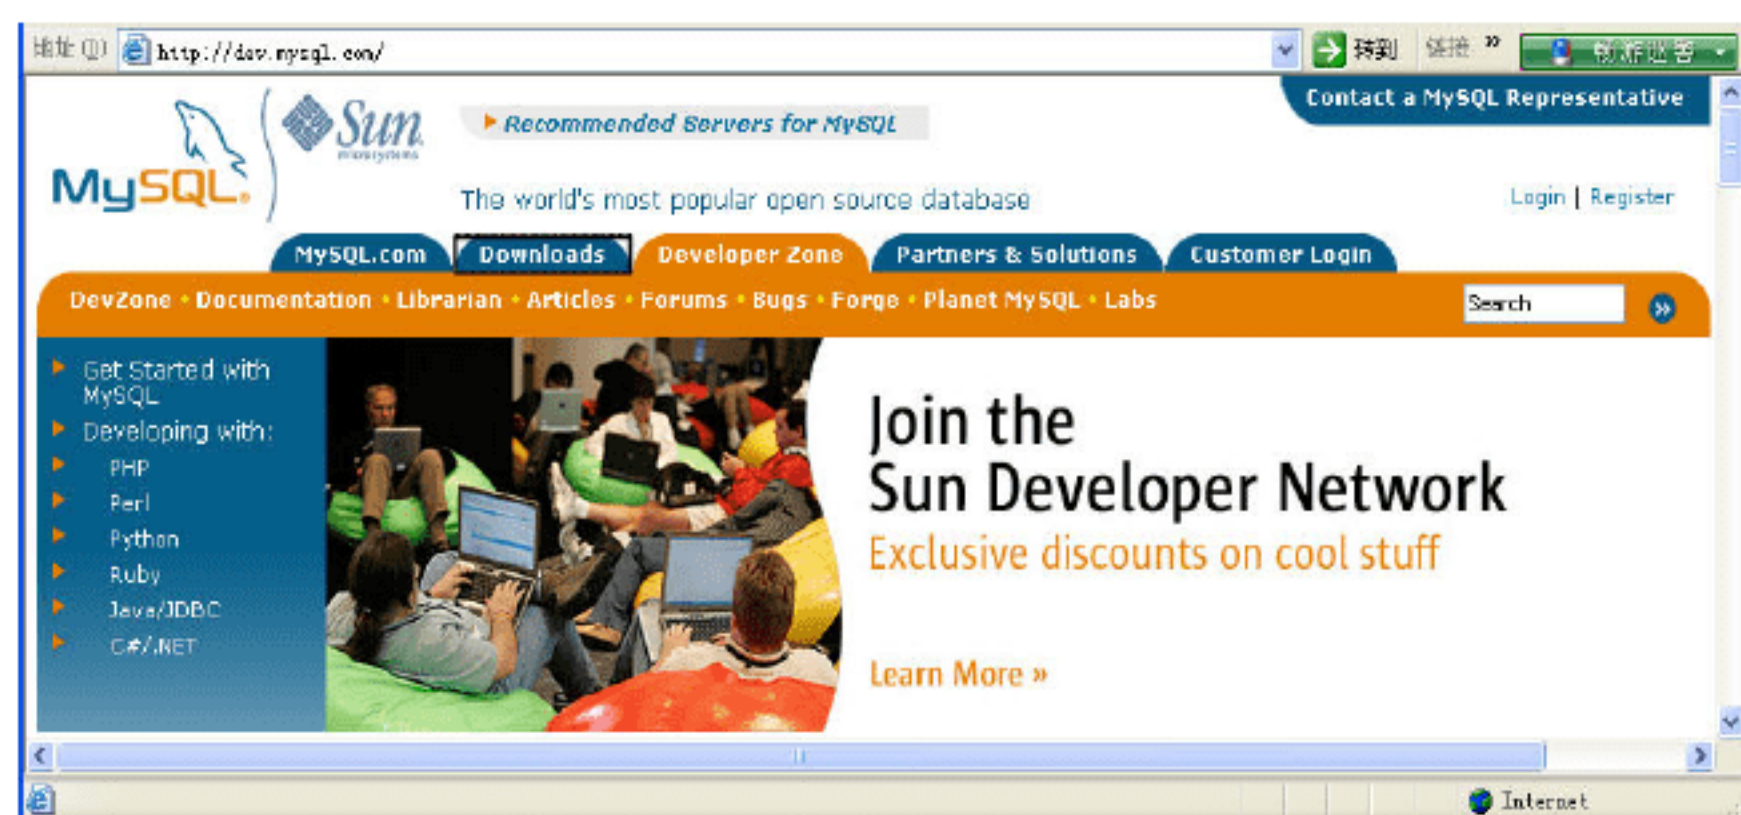 地址(D) http://dev.mysql.com/ 转到 链接 »
Contact a MySQL Representative
MySQL. Sun microsystems
Recommended Servers for MySQL
The world's most popular open source database
Login | Register
MySQL.com Downloads Developer Zone Partners & Solutions Customer Login
DevZone • Documentation • Librarian • Articles • Forums • Bugs • Forge • Planet MySQL • Labs Search »
Get Started with
MySQL
Developing with:
PHP
Perl
Python
Ruby
Java/JDBC
C#/.NET
Join the
Sun Developer Network
Exclusive discounts on cool stuff
Learn More »
Internet